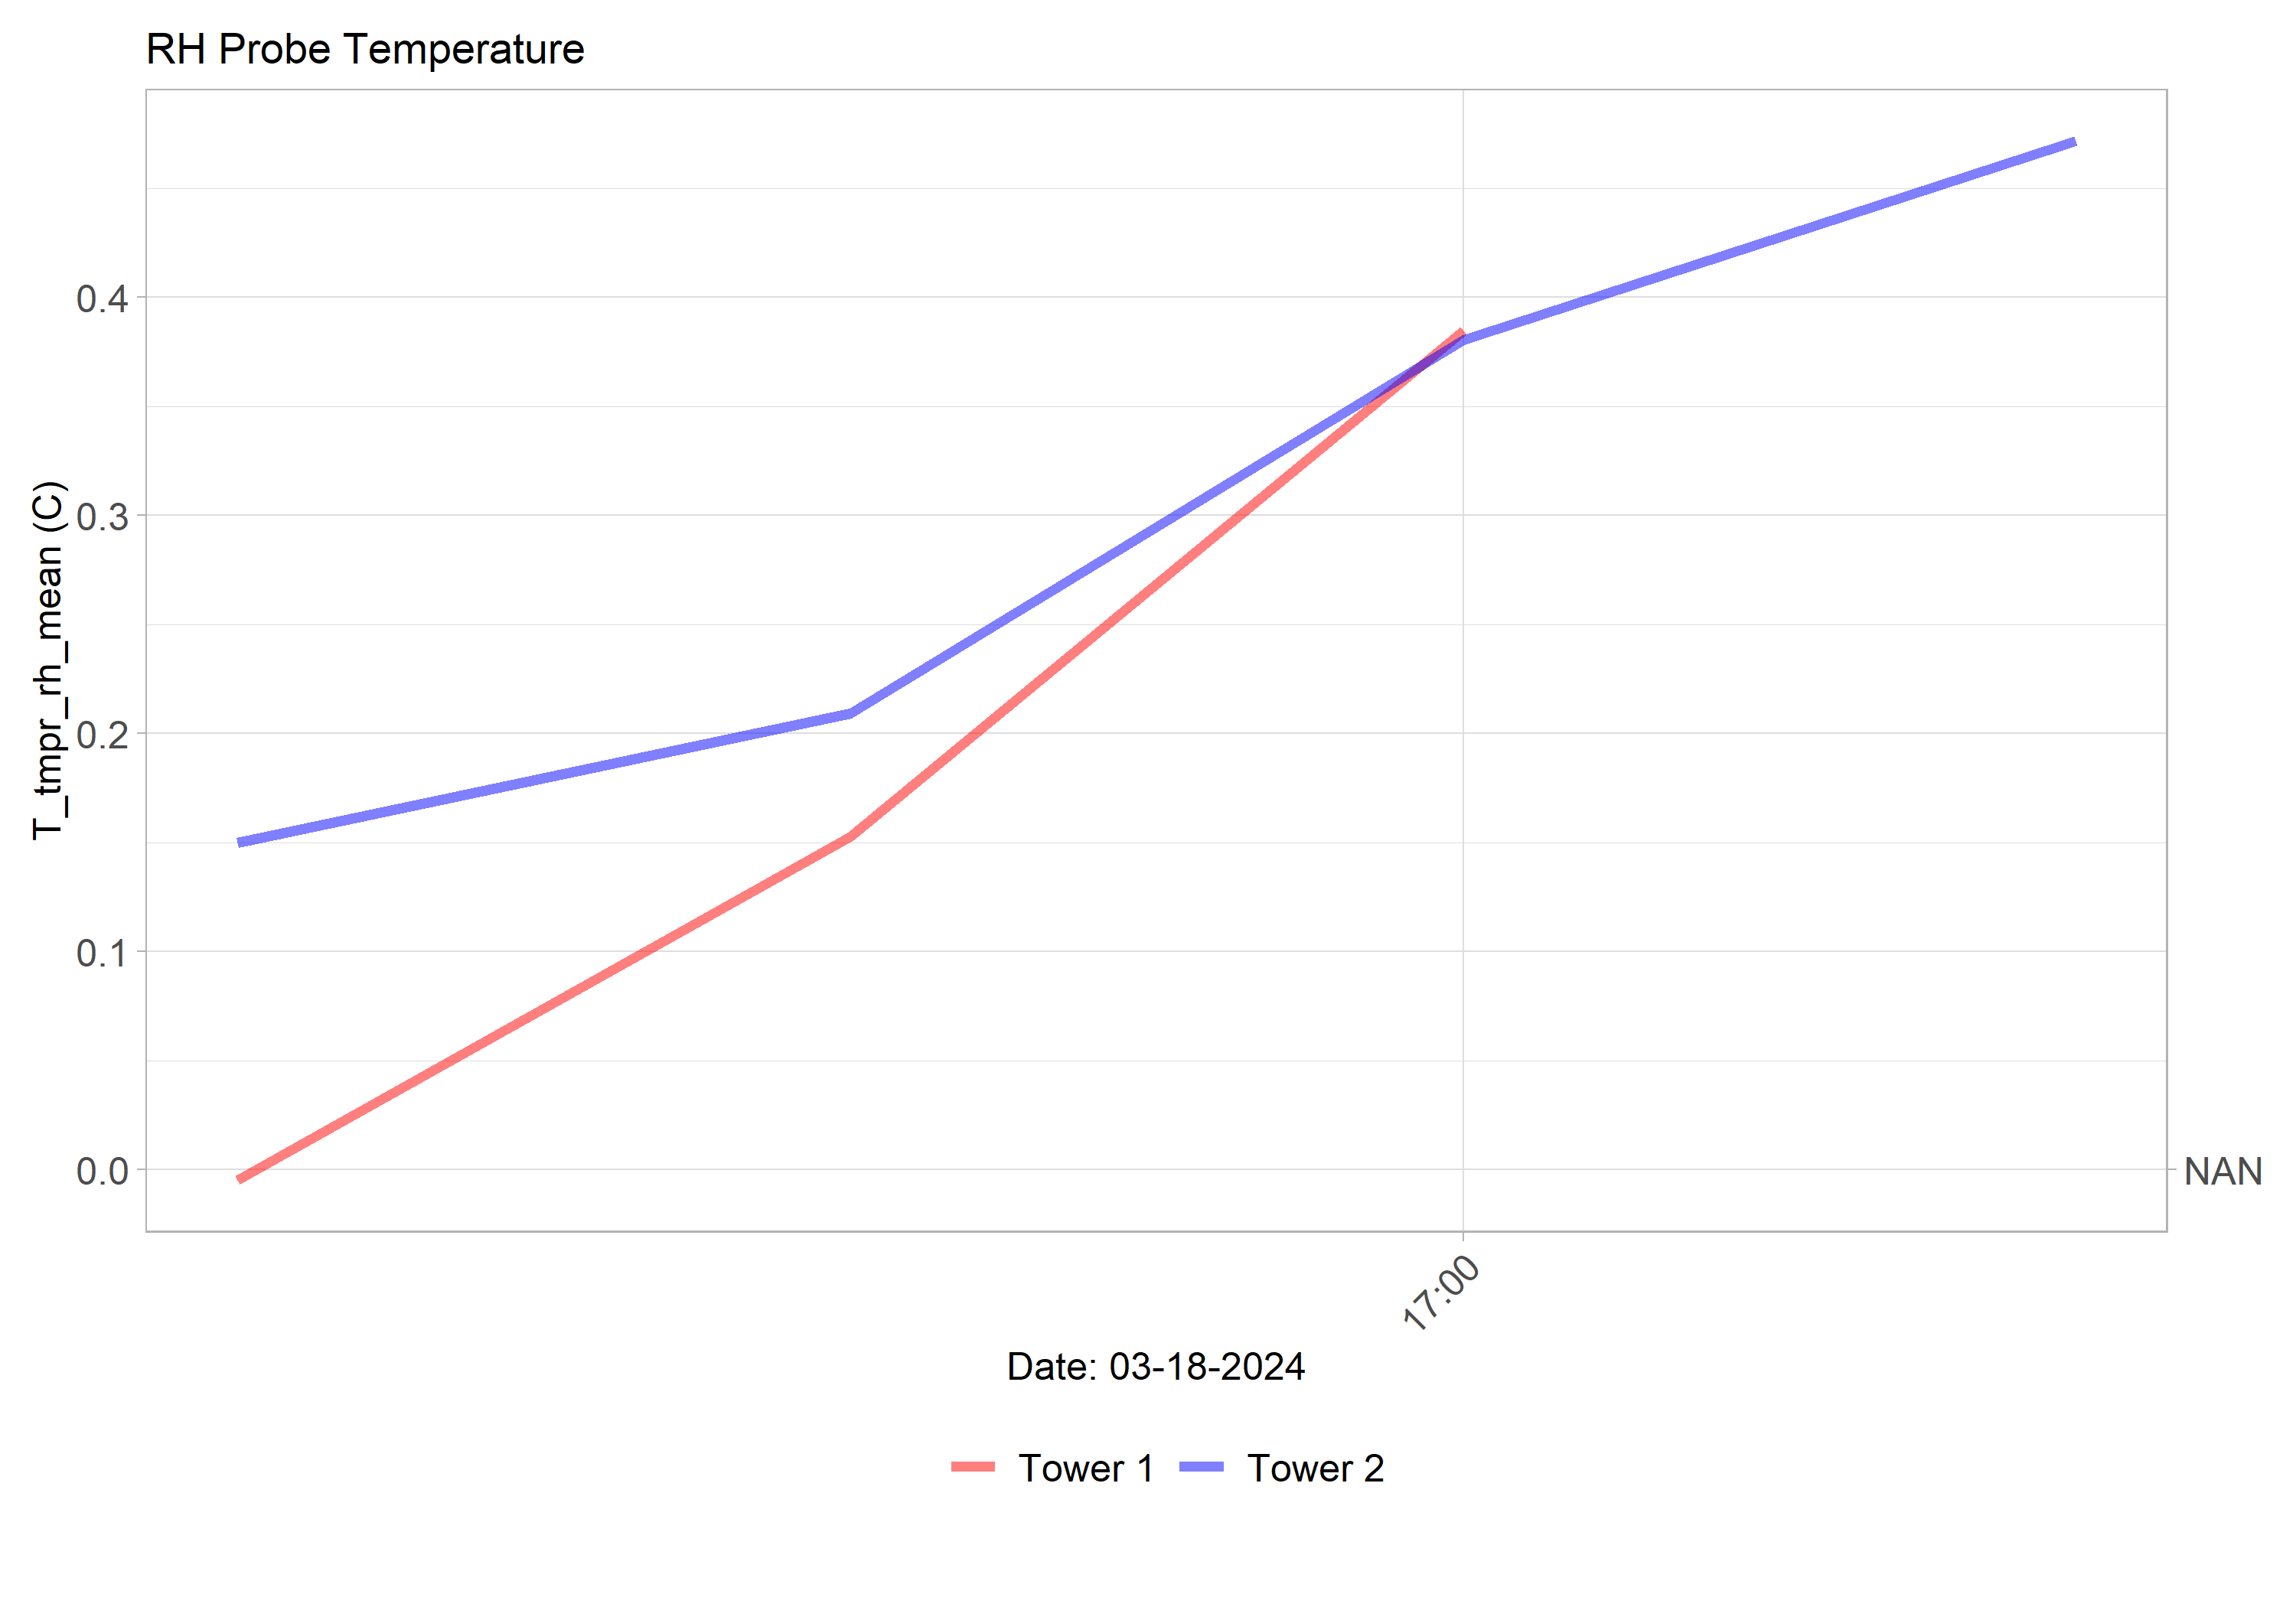 RH Probe Temperature
T_tmpr_rh_mean (C)
0.4
0.3
0.2
0.1
0.0
NAN
17:00
Date: 03-18-2024
Tower 1 Tower 2